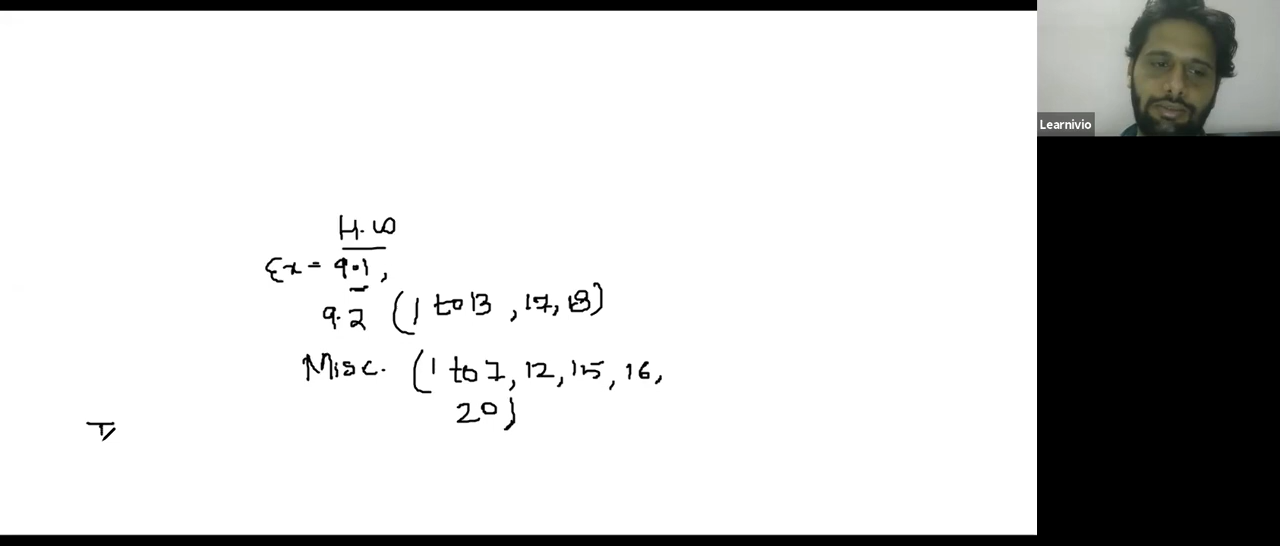 H.W
Ex = 9.1,
9.2 (1 to 13, 17, 18)
Misc. (1 to 7, 12, 15, 16,
20)
Learnivio